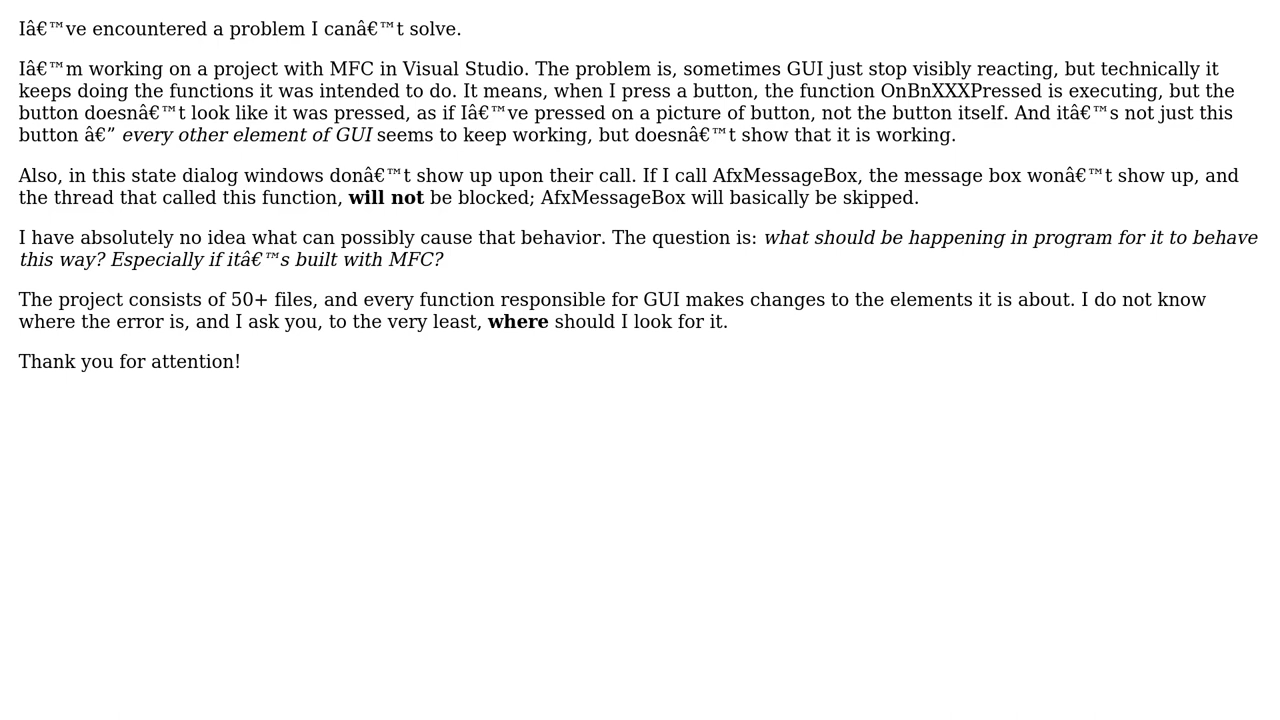 Iâ€™ve encountered a problem I canâ€™t solve.
Iâ€™m working on a project with MFC in Visual Studio. The problem is, sometimes GUI just stop visibly reacting, but technically it
keeps doing the functions it was intended to do. It means, when I press a button, the function OnBnXXXPressed is executing, but the
button doesnâ€™t look like it was pressed, as if Iâ€™ve pressed on a picture of button, not the button itself. And itâ€™s not just this
button â€” every other element of GUI seems to keep working, but doesnâ€™t show that it is working.
Also, in this state dialog windows donâ€™t show up upon their call. If I call AfxMessageBox, the message box wonâ€™t show up, and
the thread that called this function, will not be blocked; AfxMessageBox will basically be skipped.
I have absolutely no idea what can possibly cause that behavior. The question is: what should be happening in program for it to behave
this way? Especially if itâ€™s built with MFC?
The project consists of 50+ files, and every function responsible for GUI makes changes to the elements it is about. I do not know
where the error is, and I ask you, to the very least, where should I look for it.
Thank you for attention!